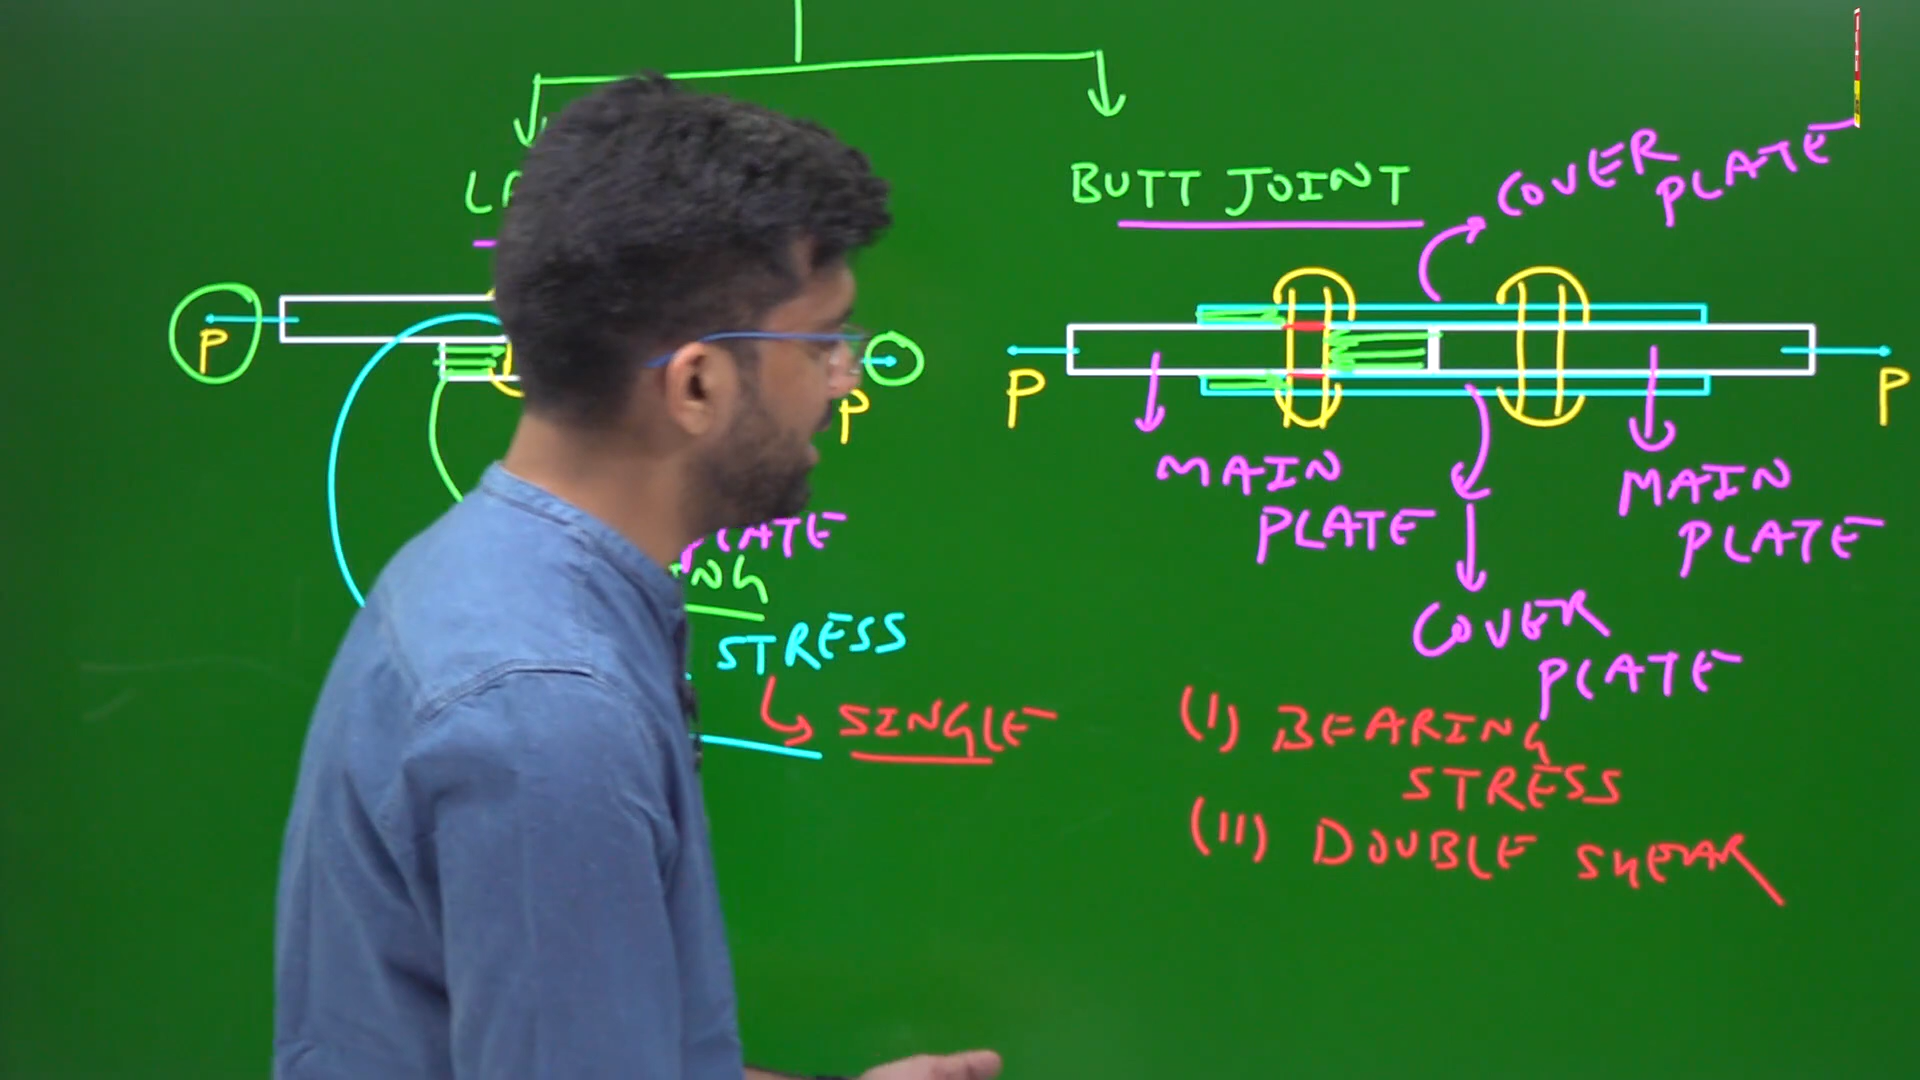 BUTT JOINT
COVER
PLATE
P
P
P
P
MAIN
PLATE
MAIN
PLATE
PLATE
STRESS
SINGLE
COVER
PLATE
(I) BEARING
STRESS
(II) DOUBLE SHEAR